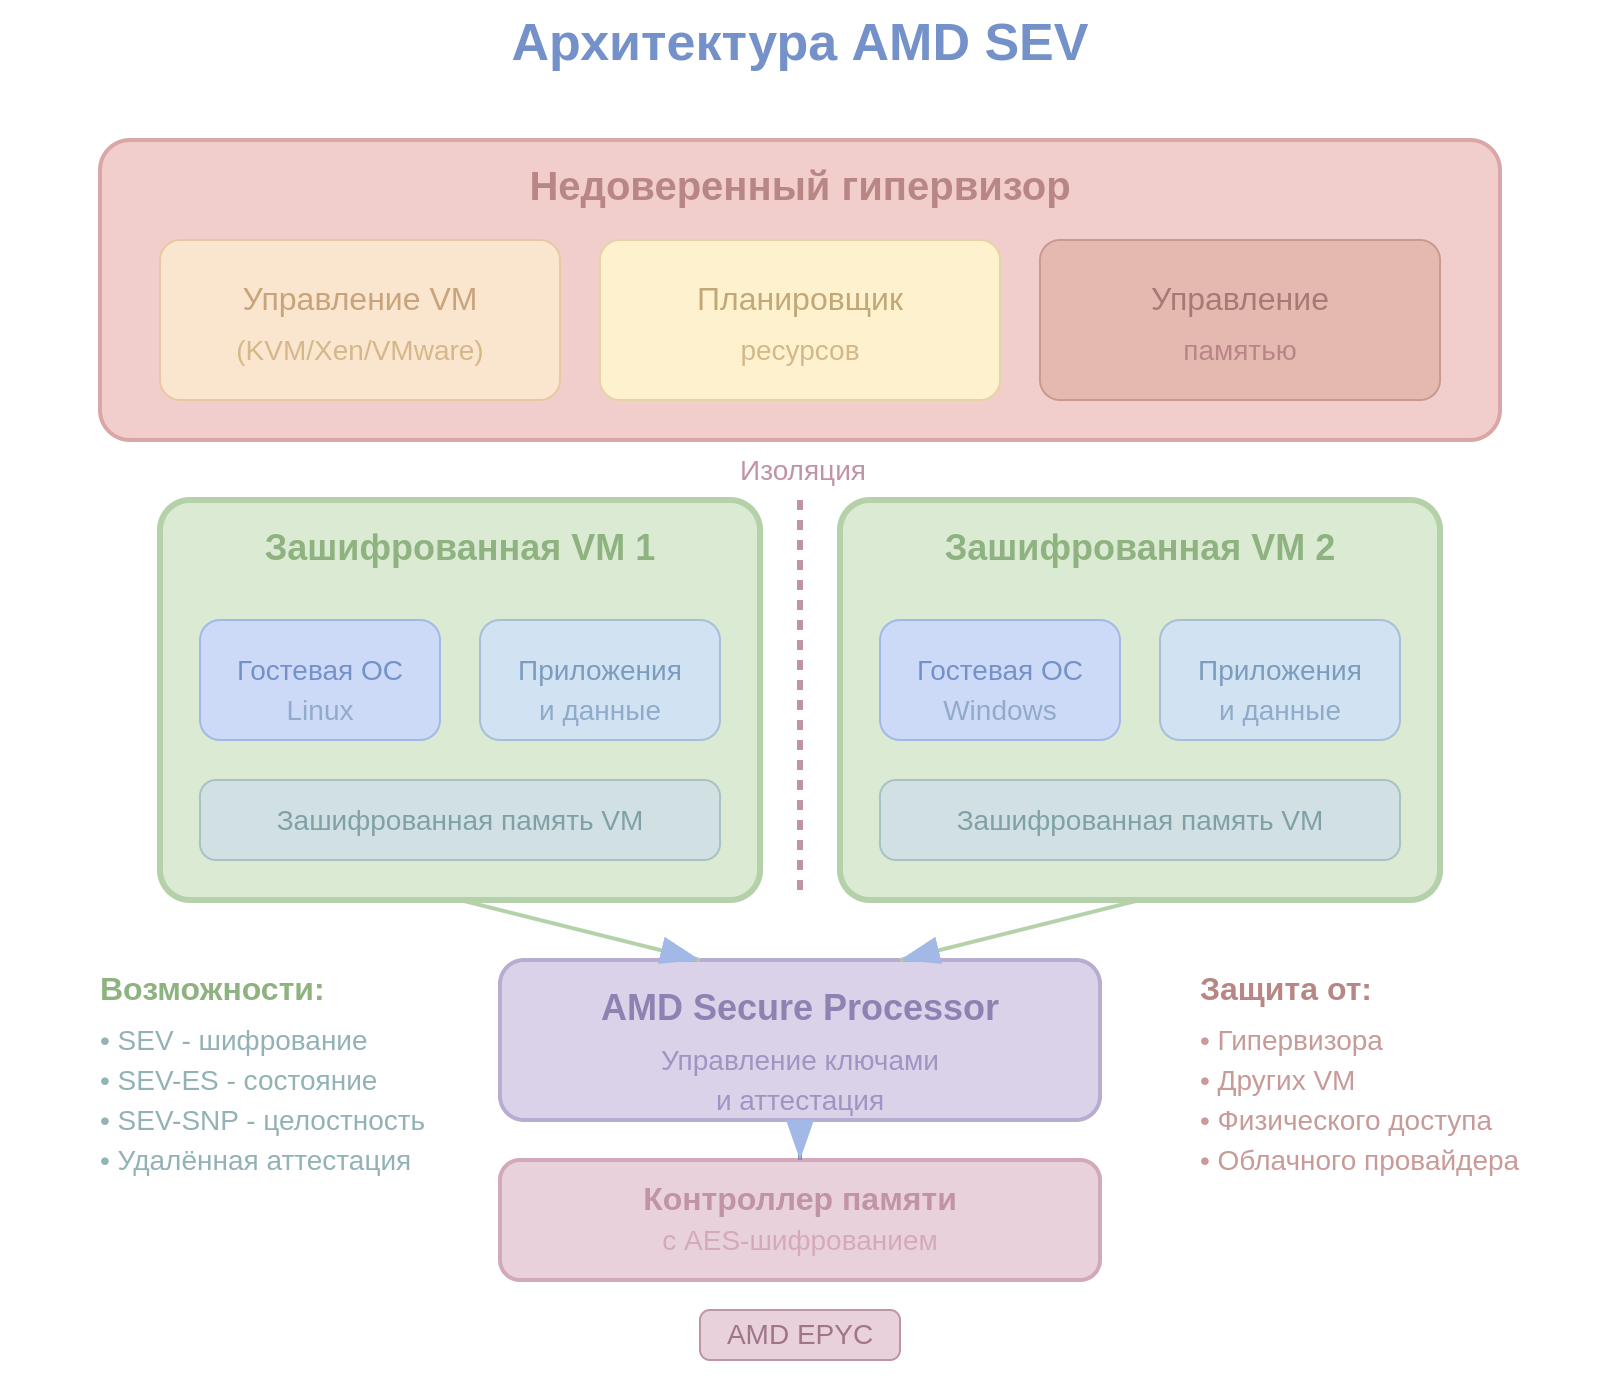 Архитектура AMD SEV
Недоверенный гипервизор
Управление VM
(KVM/Xen/VMware)
Планировщик
ресурсов
Управление
памятью
Изоляция
Зашифрованная VM 1
Гостевая ОС
Linux
Приложения
и данные
Зашифрованная память VM
Зашифрованная VM 2
Гостевая ОС
Windows
Приложения
и данные
Зашифрованная память VM
Возможности:
• SEV - шифрование
• SEV-ES - состояние
• SEV-SNP - целостность
• Удалённая аттестация
AMD Secure Processor
Управление ключами
и аттестация
Контроллер памяти
с AES-шифрованием
AMD EPYC
Защита от:
• Гипервизора
• Других VM
• Физического доступа
• Облачного провайдера